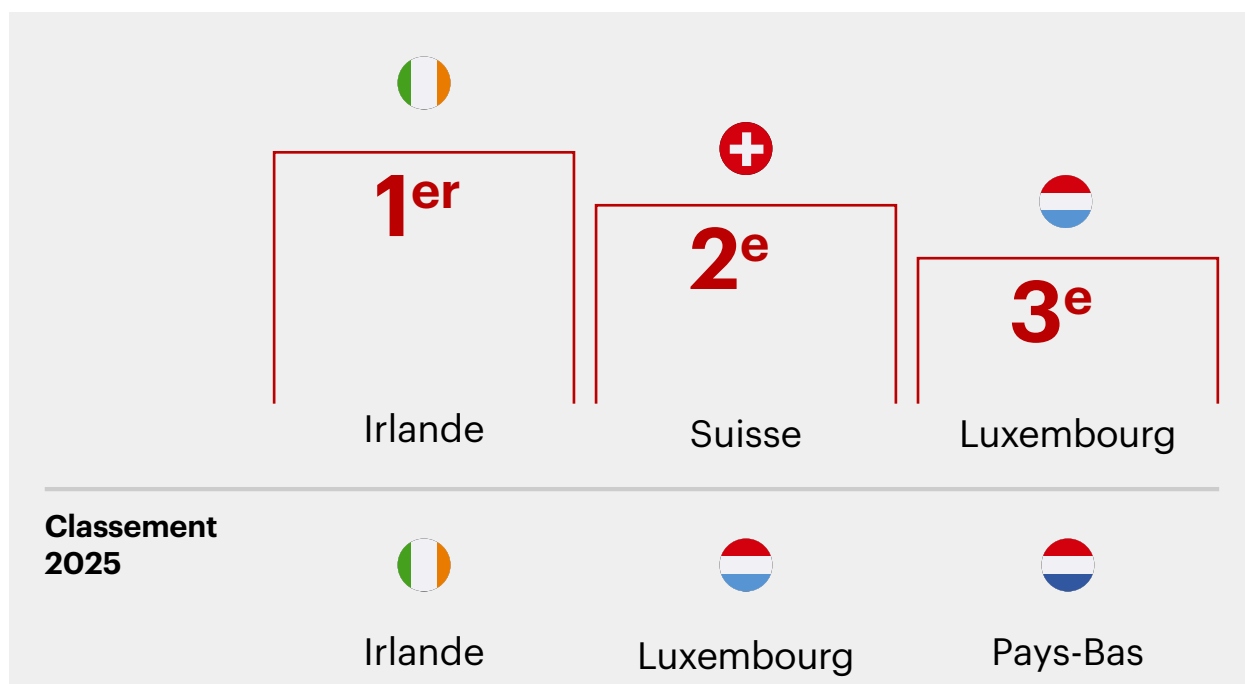 1er
2e
3e
Irlande
Suisse
Luxembourg
Classement
2025
Irlande
Luxembourg
Pays-Bas